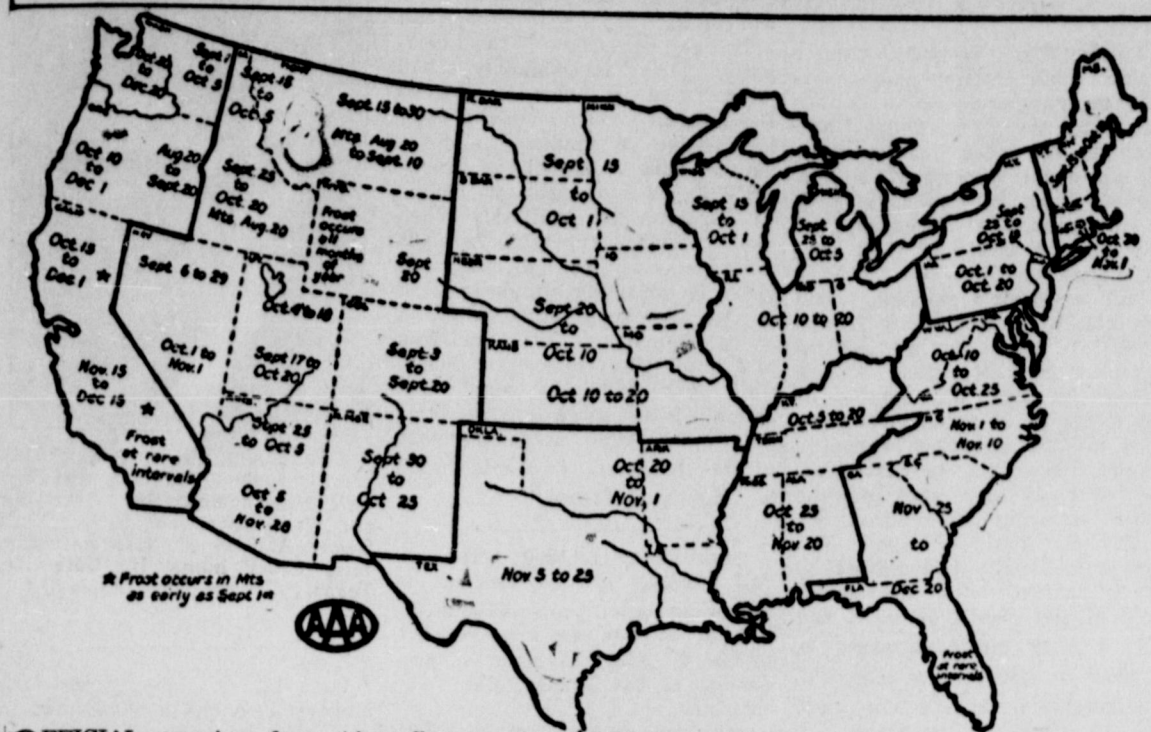 Sept. 1
to
Oct 5
to
Dec. 20
Sept 15
to
Oct. 5
Sept. 15 to 30
Mts. Aug 20
to Sept. 10
Oct 10
to
Dec 1
Aug 20
to
Sept. 20
Sept 25
to
Oct. 20
Mts Aug. 20
Frost
occurs
all
months
of
year
Sept
20
Sept 15
to
Oct 1
Sept 15
to
Oct 1
Sept
25 to
Oct 5
Sept
25 to
Oct 10
Oct 20
to
Nov. 1
Oct. 1 to
Oct. 20
Oct. 15
to
Dec 1
Sept 6 to 29
Oct. 1 to
Nov. 1
Sept 17 to
Oct 20
Sept. 3
to
Sept. 20
Sept. 20
to
Oct 10
Oct 10 to 20
Oct 10 to 20
Oct. 5 to 20
Oct. 10
to
Oct 25
Nov. 1 to
Nov. 10
Nov. 15
to
Dec 15
Frost
at rare
intervals
Sept 25
to Oct 5
Oct 5
to
Nov. 20
Sept 30
to
Oct 25
OKLA
ARK
Oct 20
to
Nov. 1
Oct 25
to
Nov 20
Nov. 25
to
Dec 20
TEX
Nov. 5 to 25
FLA
Frost
at rare
intervals
★ Frost occurs in Mts
as early as Sept 1st
AAA